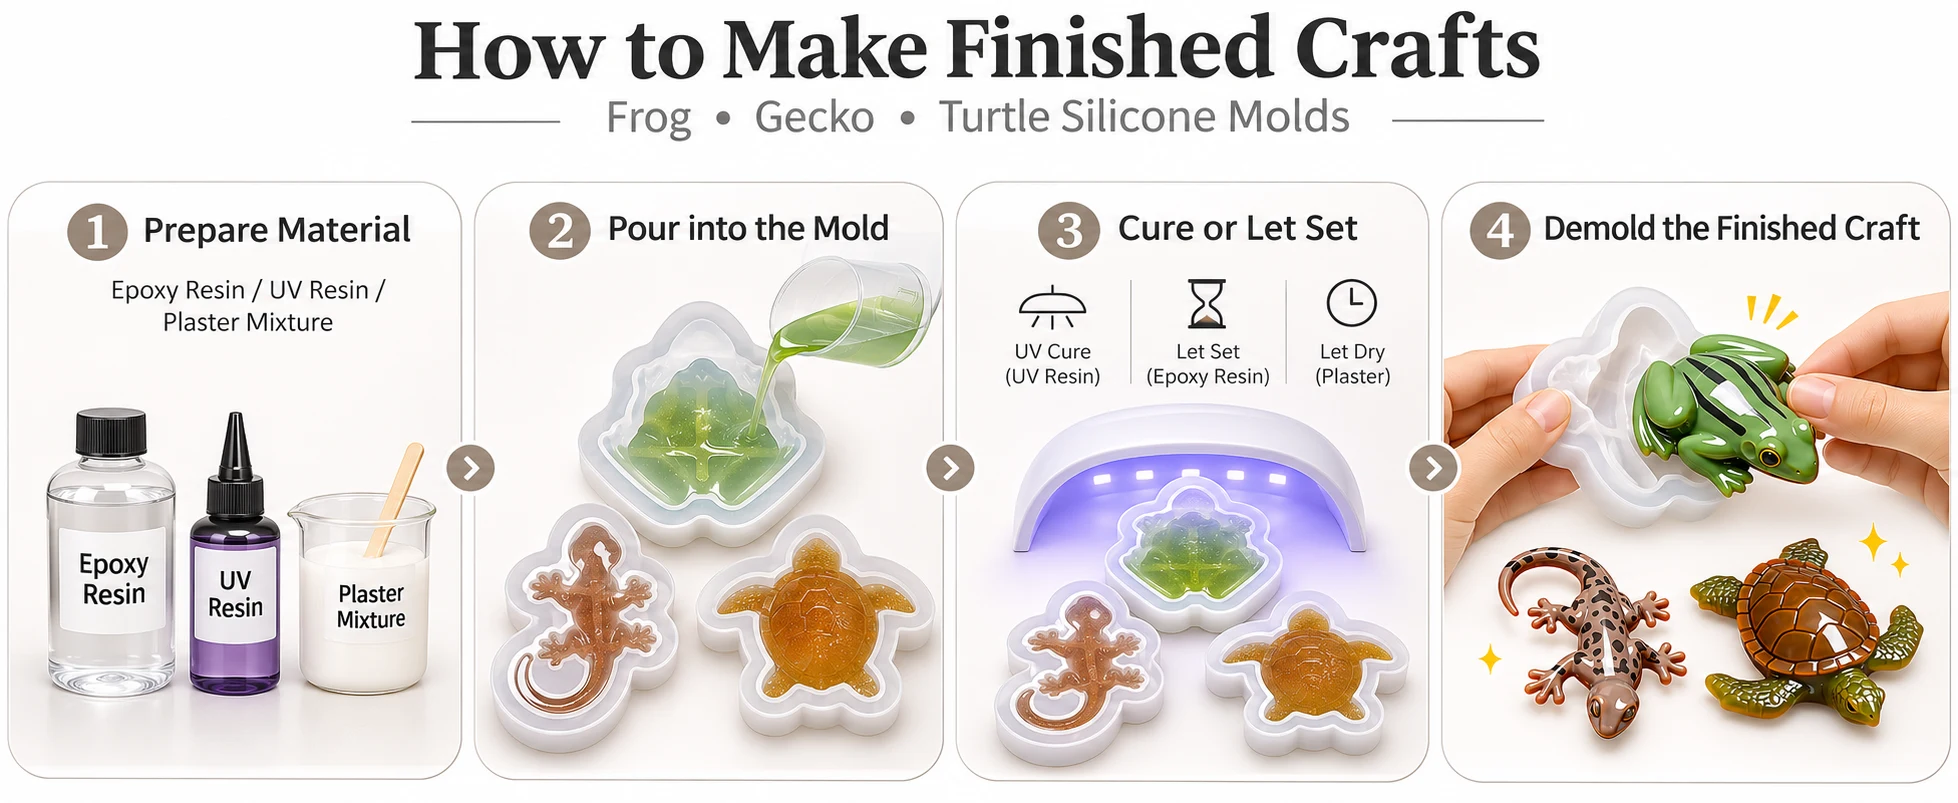 How to Make Finished Crafts
Frog • Gecko • Turtle Silicone Molds
1 Prepare Material
Epoxy Resin / UV Resin /
Plaster Mixture
Epoxy
Resin
UV
Resin
Plaster
Mixture
2 Pour into the Mold
3 Cure or Let Set
UV Cure
(UV Resin)
Let Set
(Epoxy Resin)
Let Dry
(Plaster)
4 Demold the Finished Craft